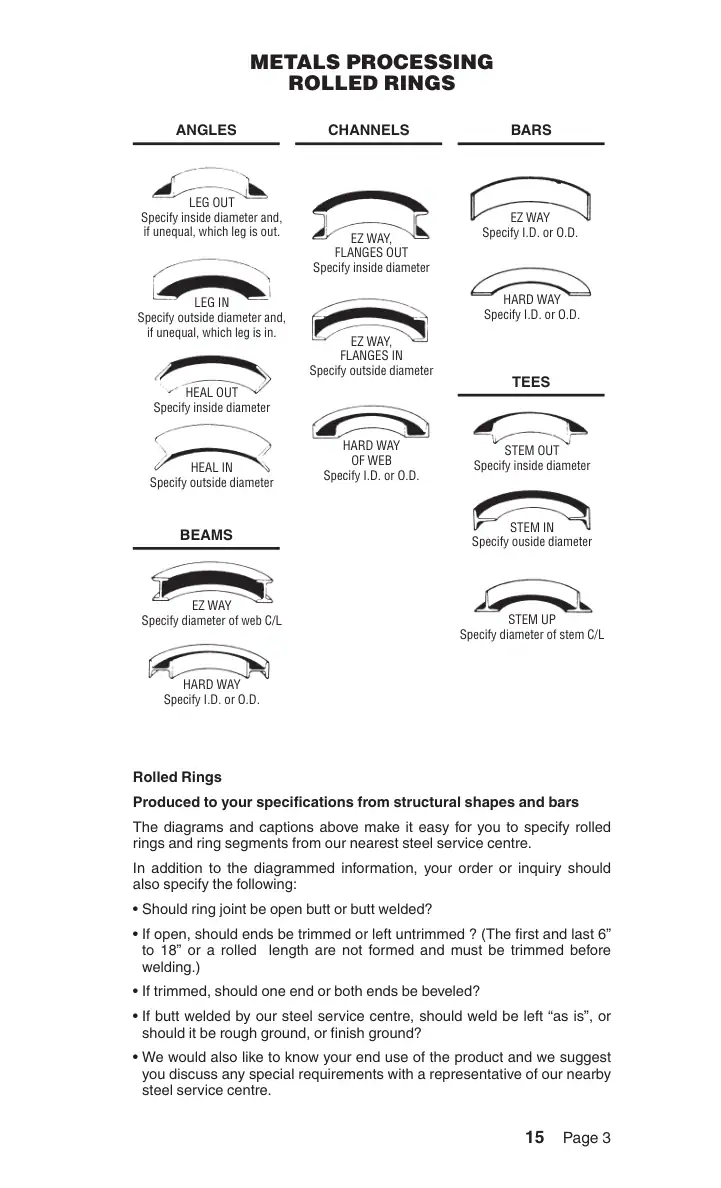 METALS PROCESSING
ROLLED RINGS
ANGLES
LEG OUT
Specify inside diameter and,
if unequal, which leg is out.
LEG IN
Specify outside diameter and,
if unequal, which leg is in.
HEAL OUT
Specify inside diameter
HEAL IN
Specify outside diameter
BEAMS
EZ WAY
Specify diameter of web C/L
HARD WAY
Specify I.D. or O.D.
CHANNELS
EZ WAY,
FLANGES OUT
Specify inside diameter
EZ WAY,
FLANGES IN
Specify outside diameter
HARD WAY
OF WEB
Specify I.D. or O.D.
BARS
EZ WAY
Specify I.D. or O.D.
HARD WAY
Specify I.D. or O.D.
TEES
STEM OUT
Specify inside diameter
STEM IN
Specify ouside diameter
STEM UP
Specify diameter of stem C/L
Rolled Rings
Produced to your specifications from structural shapes and bars
The diagrams and captions above make it easy for you to specify rolled
rings and ring segments from our nearest steel service centre.
In addition to the diagrammed information, your order or inquiry should
also specify the following:
• Should ring joint be open butt or butt welded?
• If open, should ends be trimmed or left untrimmed ? (The first and last 6”
to 18” or a rolled length are not formed and must be trimmed before
welding.)
• If trimmed, should one end or both ends be beveled?
• If butt welded by our steel service centre, should weld be left “as is”, or
should it be rough ground, or finish ground?
• We would also like to know your end use of the product and we suggest
you discuss any special requirements with a representative of our nearby
steel service centre.
15 Page 3